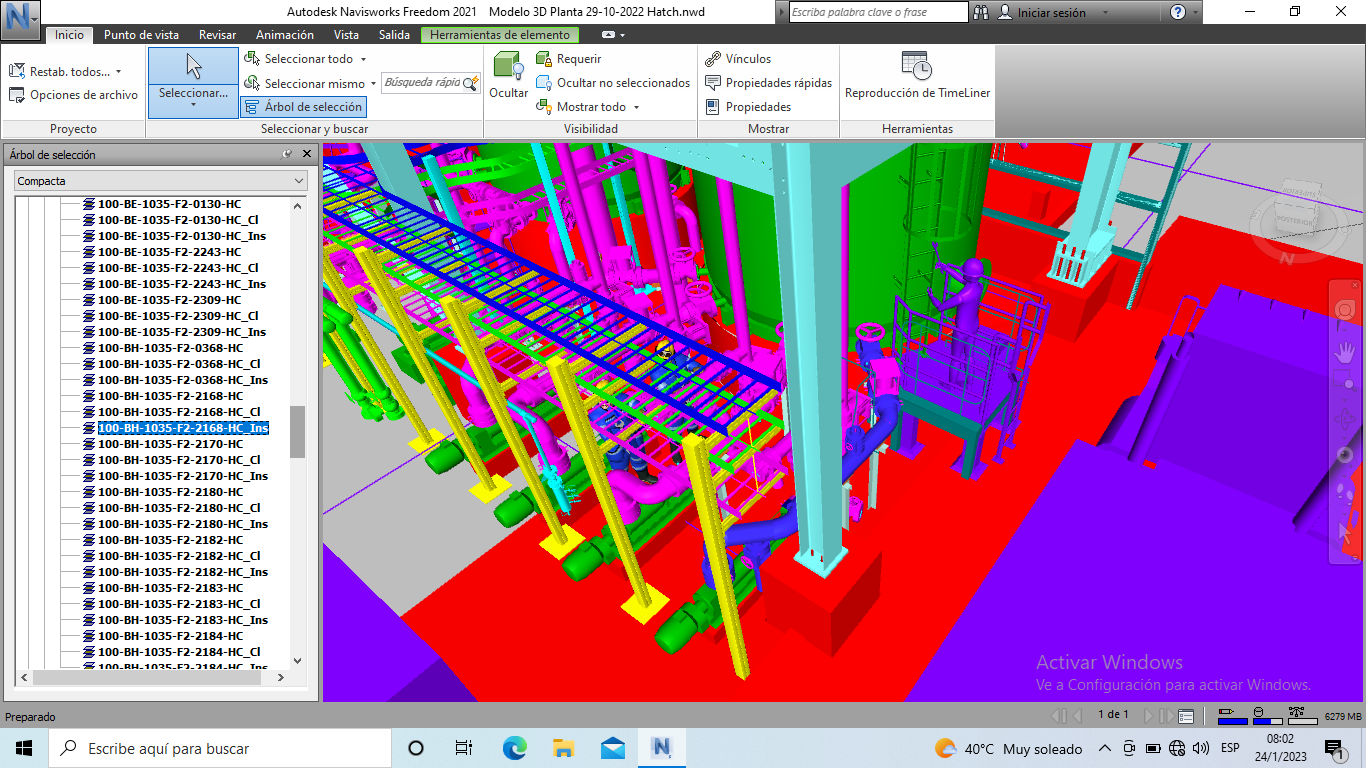 Autodesk Navisworks Freedom 2021 Modelo 3D Planta 29-10-2022 Hatch.nwd
Escriba palabra clave o frase
Iniciar sesión
Inicio
Punto de vista
Revisar
Animación
Vista
Salida
Herramientas de elemento
Restab. todos...
Opciones de archivo
Proyecto
Seleccionar...
Seleccionar todo
Seleccionar mismo
Árbol de selección
Búsqueda rápid
Seleccionar y buscar
Ocultar
Requerir
Ocultar no seleccionados
Mostrar todo
Visibilidad
Vínculos
Propiedades rápidas
Propiedades
Mostrar
Reproducción de TimeLiner
Herramientas
Árbol de selección
Compacta
100-BE-1035-F2-0130-HC
100-BE-1035-F2-0130-HC_Cl
100-BE-1035-F2-0130-HC_Ins
100-BE-1035-F2-2243-HC
100-BE-1035-F2-2243-HC_Cl
100-BE-1035-F2-2243-HC_Ins
100-BE-1035-F2-2309-HC
100-BE-1035-F2-2309-HC_Cl
100-BE-1035-F2-2309-HC_Ins
100-BH-1035-F2-0368-HC
100-BH-1035-F2-0368-HC_Cl
100-BH-1035-F2-0368-HC_Ins
100-BH-1035-F2-2168-HC
100-BH-1035-F2-2168-HC_Cl
100-BH-1035-F2-2168-HC_Ins
100-BH-1035-F2-2170-HC
100-BH-1035-F2-2170-HC_Cl
100-BH-1035-F2-2170-HC_Ins
100-BH-1035-F2-2180-HC
100-BH-1035-F2-2180-HC_Cl
100-BH-1035-F2-2180-HC_Ins
100-BH-1035-F2-2182-HC
100-BH-1035-F2-2182-HC_Cl
100-BH-1035-F2-2182-HC_Ins
100-BH-1035-F2-2183-HC
100-BH-1035-F2-2183-HC_Cl
100-BH-1035-F2-2183-HC_Ins
100-BH-1035-F2-2184-HC
100-BH-1035-F2-2184-HC_Cl
100-BH-1035-F2-2184-HC_Ins
N
Activar Windows
Ve a Configuración para activar Windows.
Preparado
1 de 1
6279 MB
Escribe aquí para buscar
40°C Muy soleado
ESP
08:02
24/1/2023
1